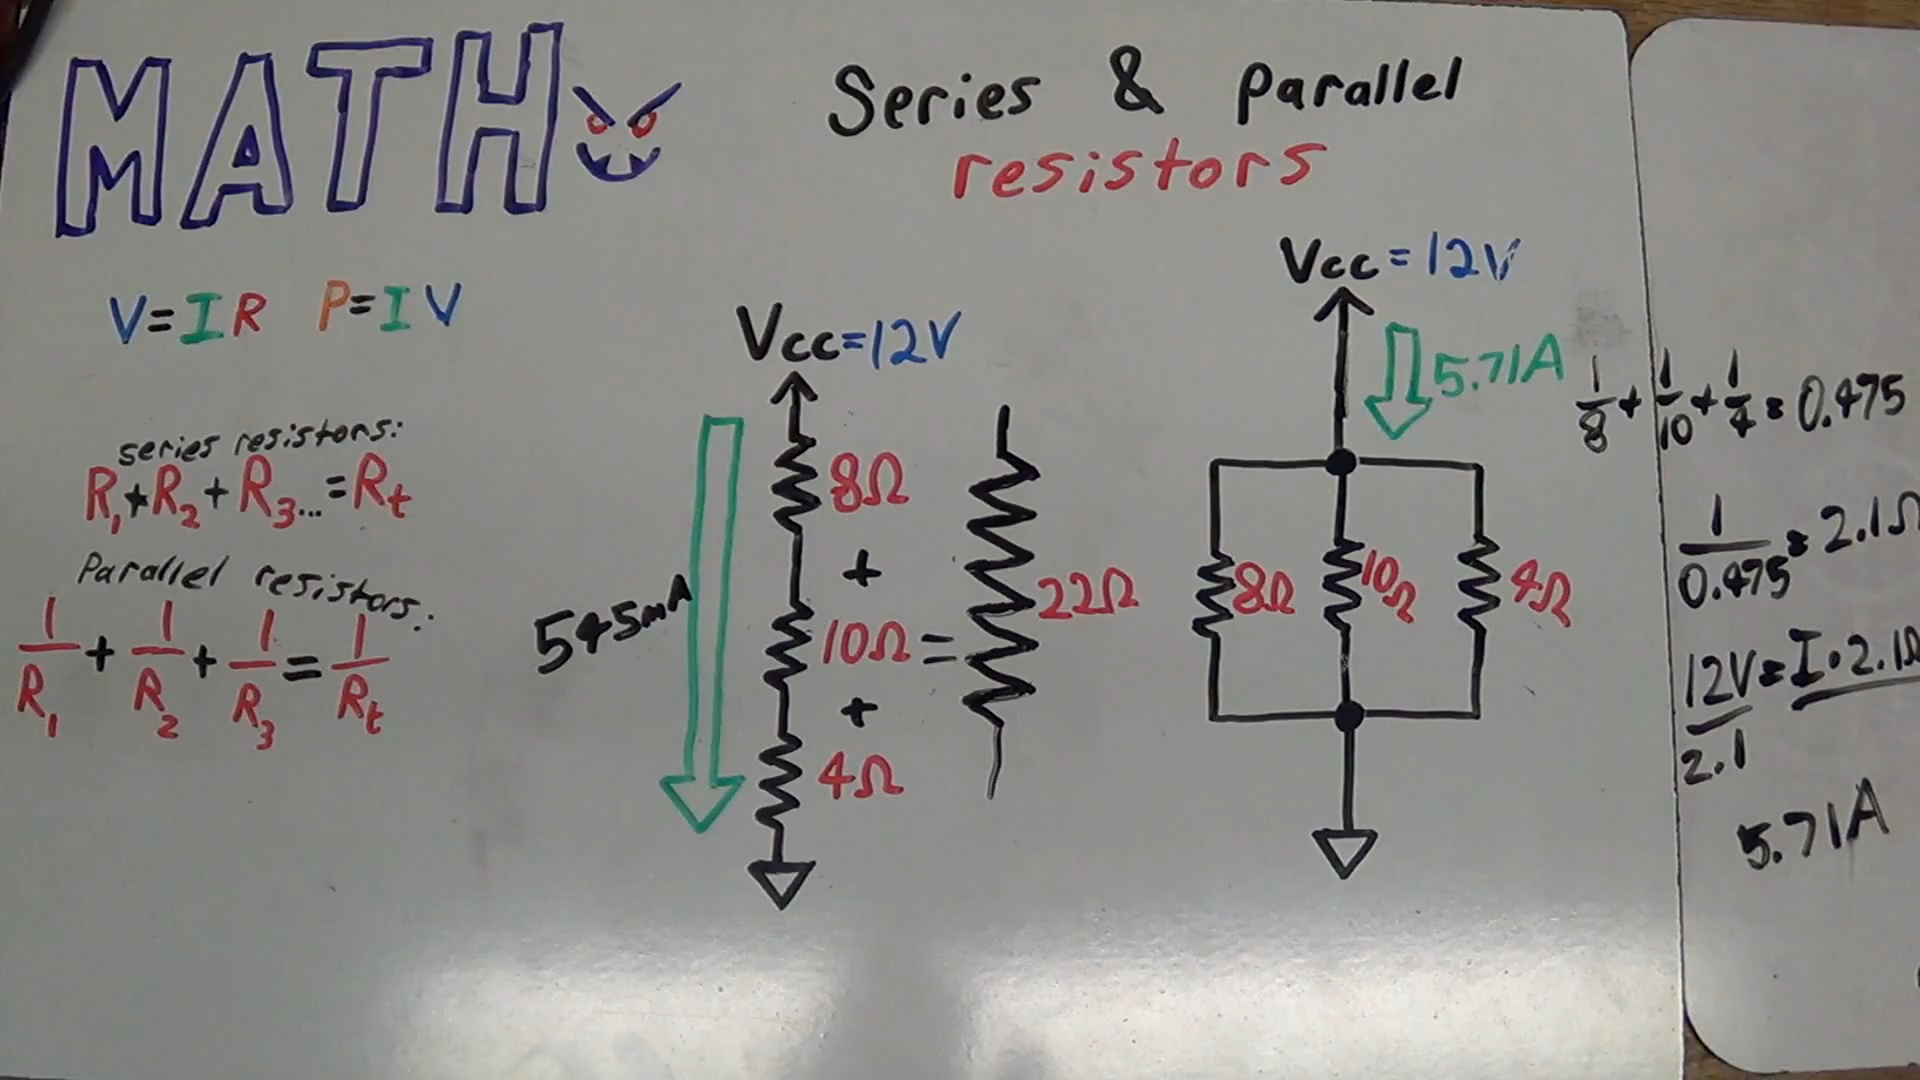 MATH
Series & parallel
resistors
V=IR P=IV
series resistors:
R₁+R₂+R₃...=Rt
Parallel resistors:
1/R₁+1/R₂+1/R₃=1/Rt
Vcc=12V
545mA
8Ω
+
10Ω=
+
4Ω
22Ω
Vcc=12V
5.71A
8Ω
10Ω
4Ω
1/8+1/10+1/4=0.475
1/0.475=2.1Ω
12V=I•2.1Ω
2.1
5.71A